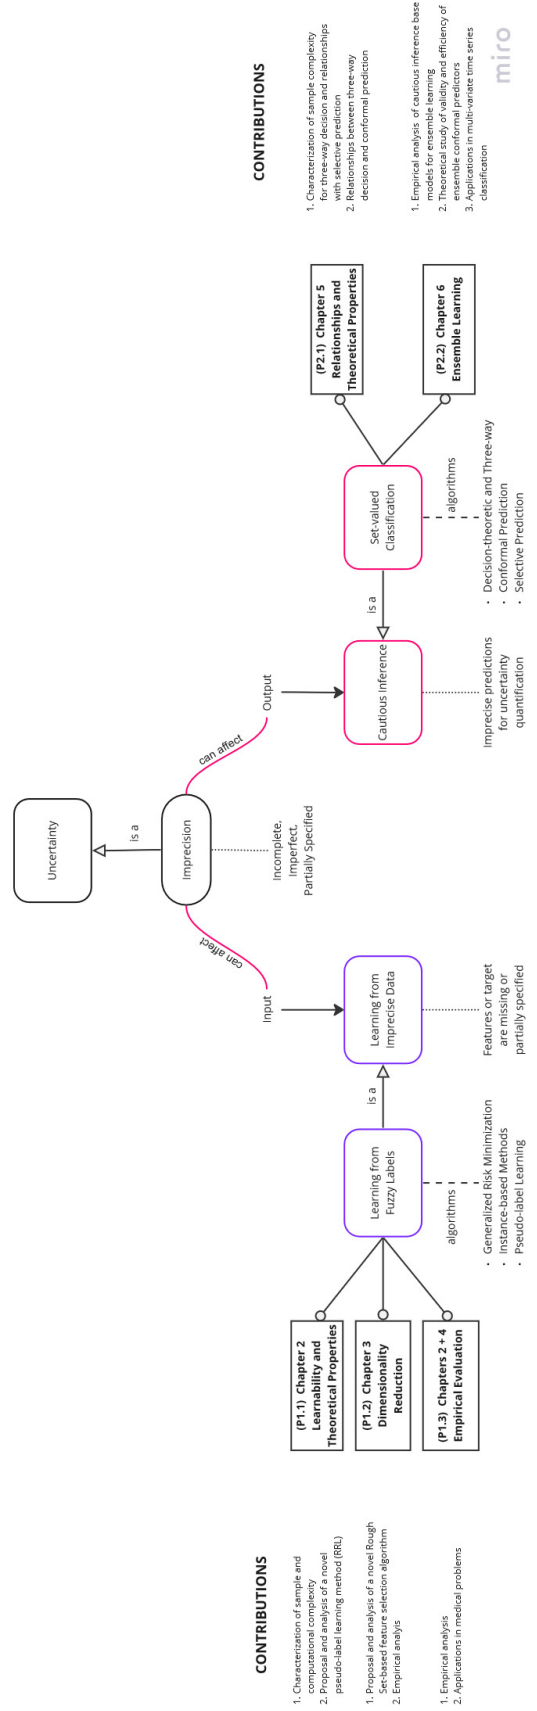 Uncertainty
is a
Imprecision
Incomplete,
Imperfect,
Partially Specified
can affect
Input
can affect
Output
Learning from
Imprecise Data
Features or target
are missing or
partially specified
is a
Learning from
Fuzzy Labels
algorithms
• Generalized Risk Minimization
• Instance-based Methods
• Pseudo-label Learning
(P1.1) Chapter 2
Learnability and
Theoretical Properties
(P1.2) Chapter 3
Dimensionality
Reduction
(P1.3) Chapters 2 + 4
Empirical Evaluation
CONTRIBUTIONS
1. Characterization of sample and
computational complexity
2. Proposal and analysis of a novel
pseudo-label learning method (RRL)
1. Proposal and analysis of a novel Rough
Set-based feature selection algorithm
2. Empirical analyis
1. Empirical analysis
2. Applications in medical problems
Cautious Inference
Imprecise predictions
for uncertainty
quantification
is a
Set-valued
Classification
algorithms
• Decision-theoretic and Three-way
• Conformal Prediction
• Selective Prediction
(P2.1) Chapter 5
Relationships and
Theoretical Properties
(P2.2) Chapter 6
Ensemble Learning
CONTRIBUTIONS
1. Characterization of sample complexity
for three-way decision and relationships
with selective prediction
2. Relationships between three-way
decision and conformal prediction
1. Empirical analysis of cautious inference base
models for ensemble learning
2. Theoretical study of validity and efficiency of
ensemble conformal predictors
3. Applications in multi-variate time series
classification
miro